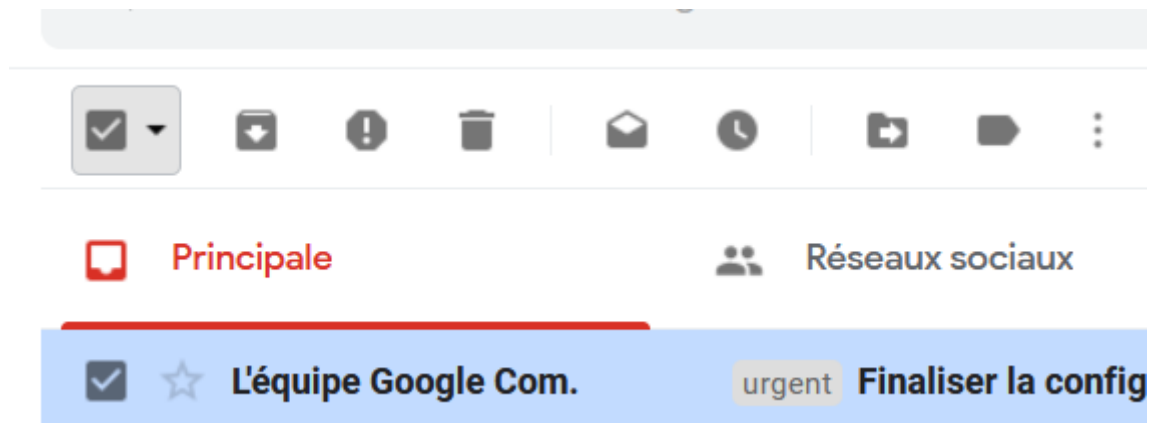 Principale
Réseaux sociaux
L'équipe Google Com. urgent Finaliser la config